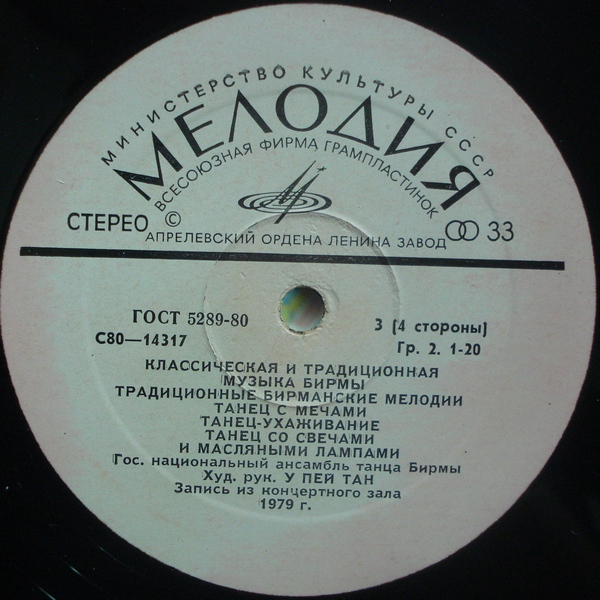 МИНИСТЕРСТВО КУЛЬТУРЫ СССР
МЕЛОДИЯ
ВСЕСОЮЗНАЯ ФИРМА ГРАМПЛАСТИНОК
СТЕРЕО © 33
АПРЕЛЕВСКИЙ ОРДЕНА ЛЕНИНА ЗАВОД
ГОСТ 5289-80 3 (4 стороны)
С80—14317 Гр. 2. 1-20
КЛАССИЧЕСКАЯ И ТРАДИЦИОННАЯ
МУЗЫКА БИРМЫ
ТРАДИЦИОННЫЕ БИРМАНСКИЕ МЕЛОДИИ
ТАНЕЦ С МЕЧАМИ
ТАНЕЦ-УХАЖИВАНИЕ
ТАНЕЦ СО СВЕЧАМИ
И МАСЛЯНЫМИ ЛАМПАМИ
Гос. национальный ансамбль танца Бирмы
Худ. рук. У ПЕЙ ТАН
Запись из концертного зала
1979 г.